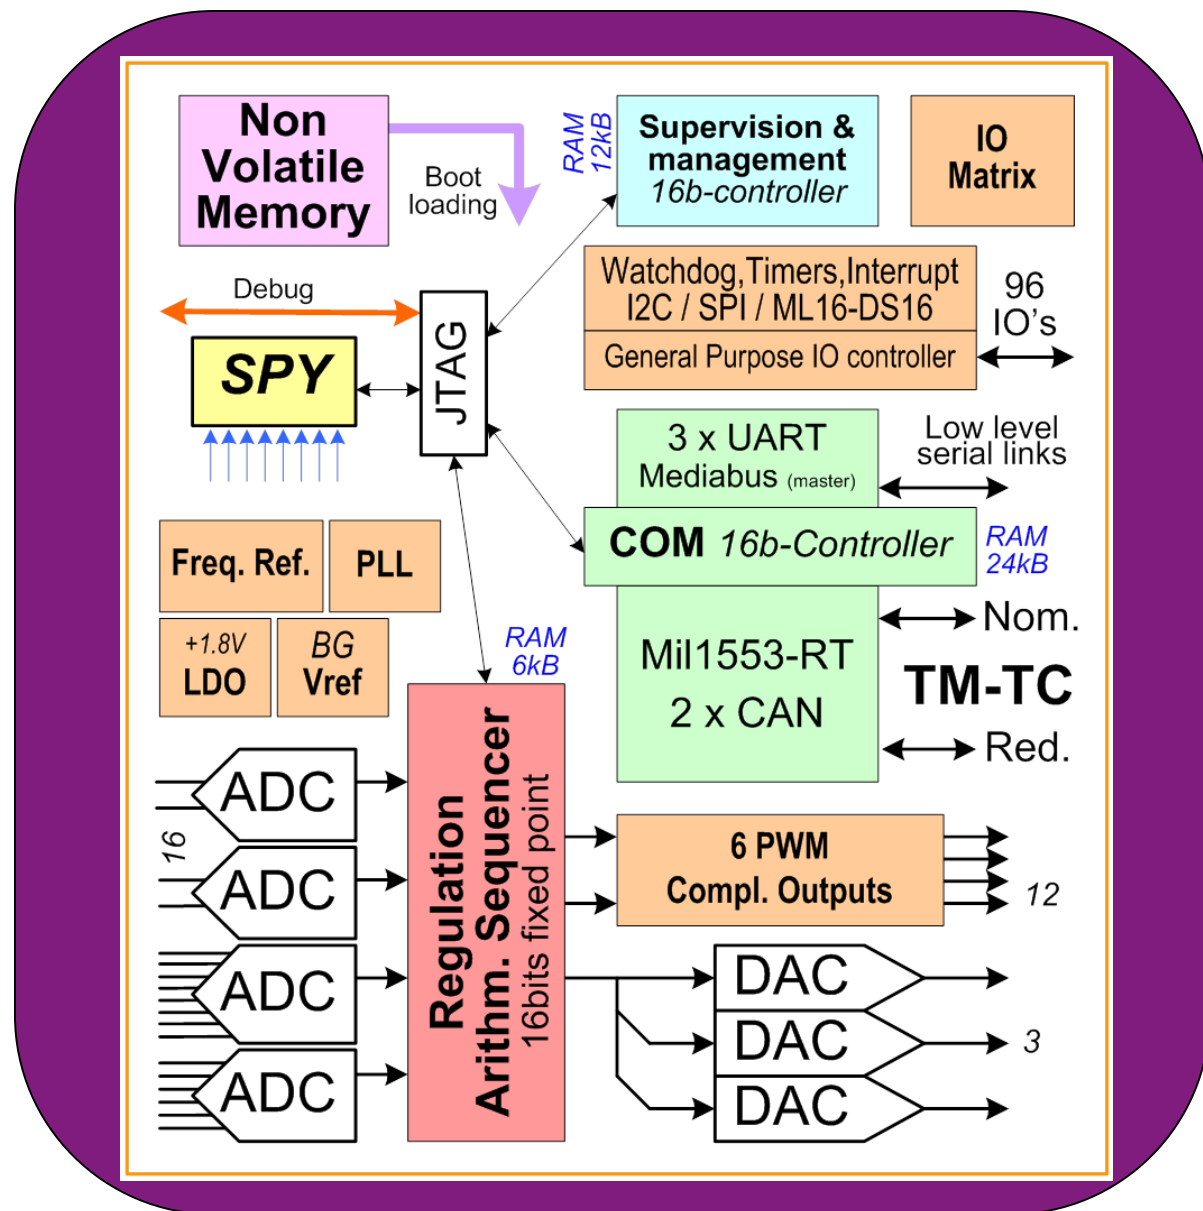 Non
Volatile
Memory
Boot
loading
RAM
12kB
Supervision &
management
16b-controller
IO
Matrix
Debug
SPY
JTAG
Watchdog,Timers,Interrupt
I2C / SPI / ML16-DS16
General Purpose IO controller
96
IO's
3 x UART
Mediabus (master)
Low level
serial links
COM 16b-Controller
RAM
24kB
Freq. Ref.
PLL
+1.8V
LDO
BG
Vref
RAM
6kB
Mil1553-RT
2 x CAN
Nom.
TM-TC
Red.
ADC
16
ADC
ADC
ADC
Regulation
Arithm. Sequencer
16bits fixed point
6 PWM
Compl. Outputs
12
DAC
DAC
3
DAC